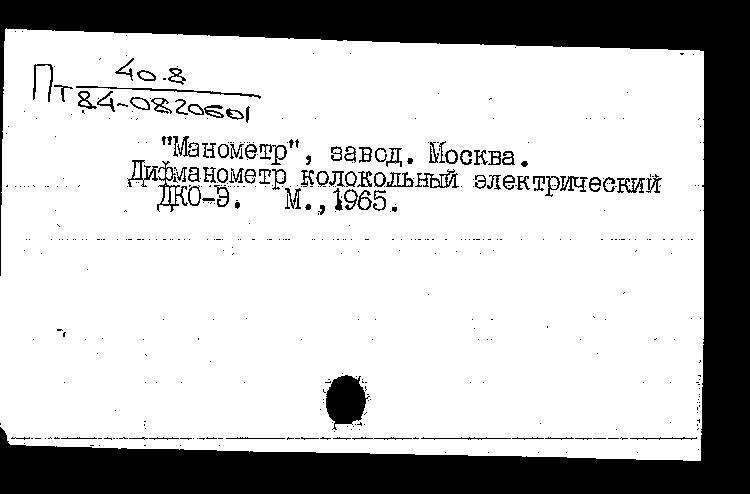 40.8
Пт 84-0820601
"Манометр", завод. Москва.
Дифманометр колокольный электрический
ДКО-Э. М.,1965.